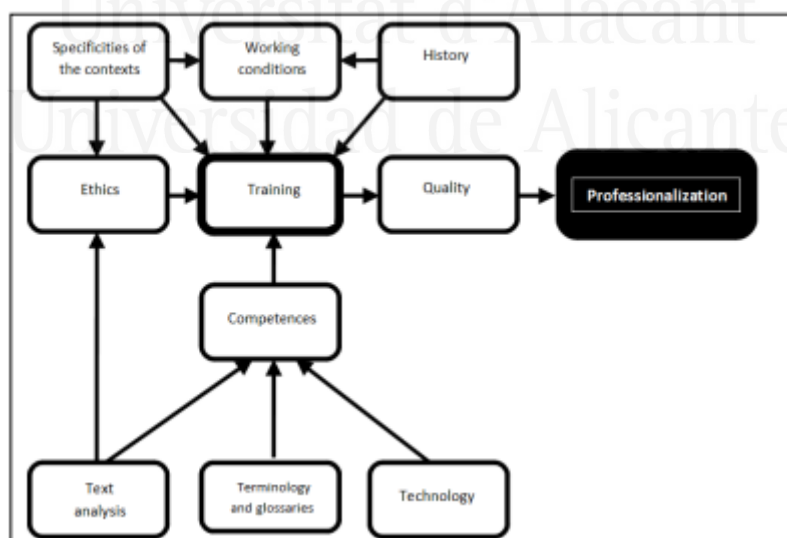 Universitat d'Alacant
Universidad de Alicante
Specificities of
the contexts
Working
conditions
History
Ethics
Training
Quality
Professionalization
Competences
Text
analysis
Terminology
and glossaries
Technology